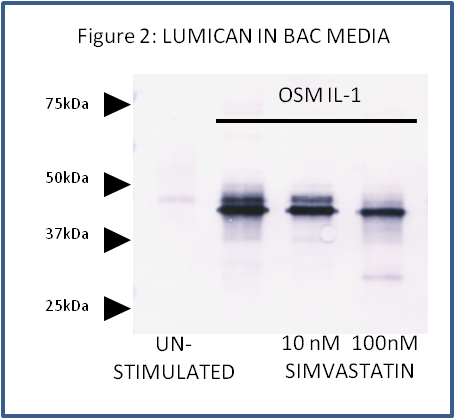 Figure 2: LUMICAN IN BAC MEDIA
OSM IL-1
75kDa
50kDa
37kDa
25kDa
UN-
STIMULATED
10 nM 100nM
SIMVASTATIN